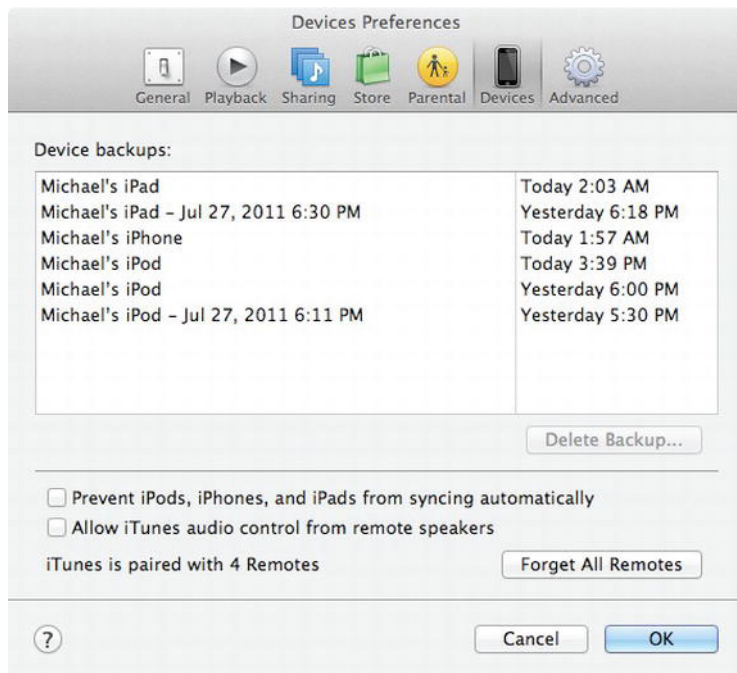 Devices Preferences
General Playback Sharing Store Parental Devices Advanced
Device backups:
Michael's iPad Today 2:03 AM
Michael's iPad – Jul 27, 2011 6:30 PM Yesterday 6:18 PM
Michael's iPhone Today 1:57 AM
Michael's iPod Today 3:39 PM
Michael's iPod Yesterday 6:00 PM
Michael's iPod – Jul 27, 2011 6:11 PM Yesterday 5:30 PM
Delete Backup...
Prevent iPods, iPhones, and iPads from syncing automatically
Allow iTunes audio control from remote speakers
iTunes is paired with 4 Remotes Forget All Remotes
? Cancel OK